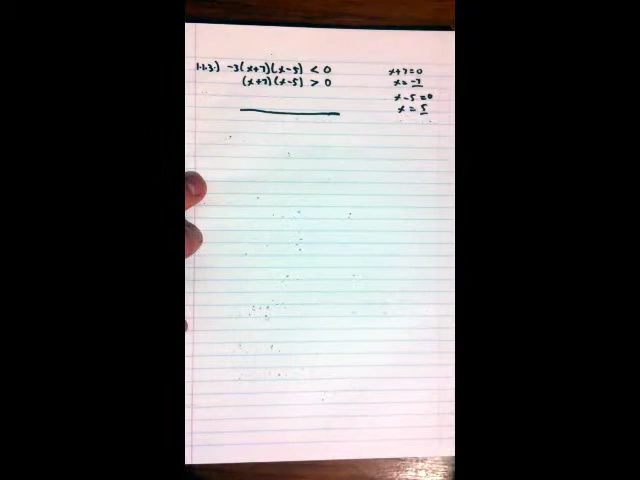 1.1.3.) -3(x+7)(x-5) < 0
(x+7)(x-5) > 0
x+7=0
x = -7
x-5=0
x = 5